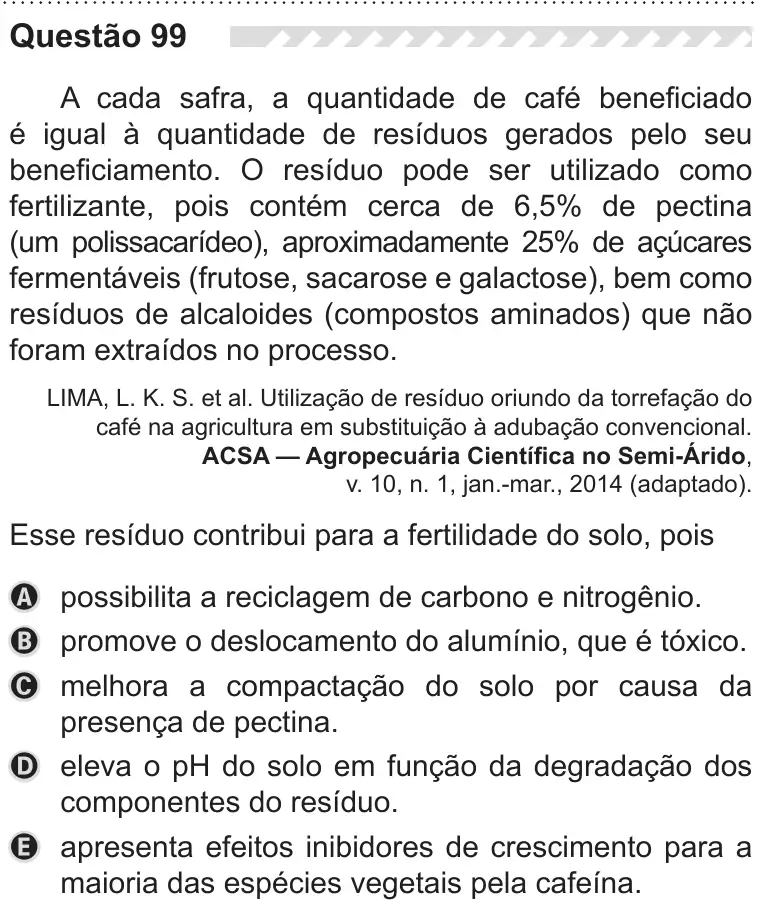 Questão 99
A cada safra, a quantidade de café beneficiado
é igual à quantidade de resíduos gerados pelo seu
beneficiamento. O resíduo pode ser utilizado como
fertilizante, pois contém cerca de 6,5% de pectina
(um polissacarídeo), aproximadamente 25% de açúcares
fermentáveis (frutose, sacarose e galactose), bem como
resíduos de alcaloides (compostos aminados) que não
foram extraídos no processo.
LIMA, L. K. S. et al. Utilização de resíduo oriundo da torrefação do
café na agricultura em substituição à adubação convencional.
ACSA — Agropecuária Científica no Semi-Árido,
v. 10, n. 1, jan.-mar., 2014 (adaptado).
Esse resíduo contribui para a fertilidade do solo, pois
A possibilita a reciclagem de carbono e nitrogênio.
B promove o deslocamento do alumínio, que é tóxico.
C melhora a compactação do solo por causa da
presença de pectina.
D eleva o pH do solo em função da degradação dos
componentes do resíduo.
E apresenta efeitos inibidores de crescimento para a
maioria das espécies vegetais pela cafeína.